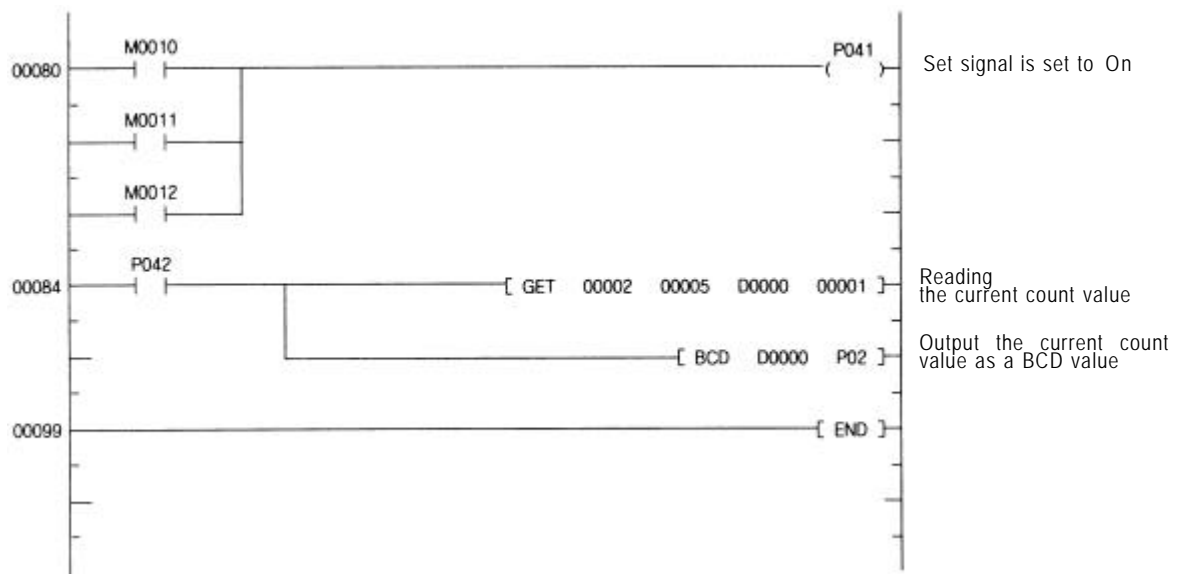 M0010
P041
00080
Set signal is set to On
M0011
M0012
P042
00084
GET 00002 00005 D0000 00001
Reading
the current count value
BCD D0000 P02
Output the current count
value as a BCD value
00099
END